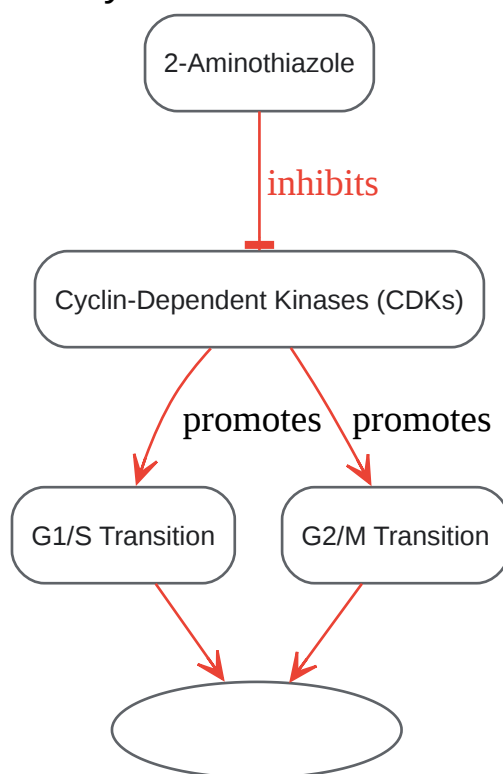 2-Aminothiazole
inhibits
Cyclin-Dependent Kinases (CDKs)
promotes promotes
G1/S Transition G2/M Transition